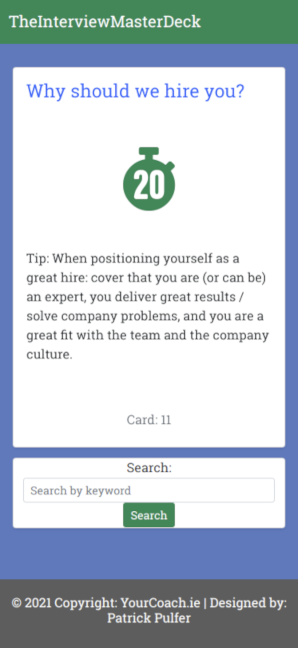 TheInterviewMasterDeck
Why should we hire you?
20
Tip: When positioning yourself as a
great hire: cover that you are (or can be)
an expert, you deliver great results /
solve company problems, and you are a
great fit with the team and the company
culture.
Card: 11
Search:
Search by keyword
Search
© 2021 Copyright: YourCoach.ie | Designed by:
Patrick Pulfer